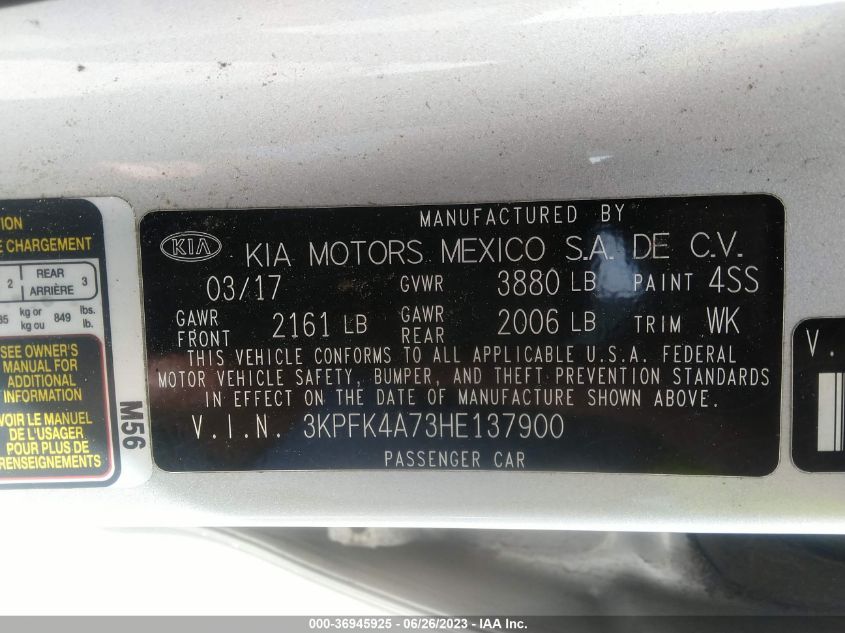 MANUFACTURED BY
KIA KIA MOTORS MEXICO S.A. DE C.V.
03/17 GVWR 3880 LB PAINT 4SS
GAWR FRONT 2161 LB GAWR REAR 2006 LB TRIM WK
THIS VEHICLE CONFORMS TO ALL APPLICABLE U.S.A. FEDERAL
MOTOR VEHICLE SAFETY, BUMPER, AND THEFT PREVENTION STANDARDS
IN EFFECT ON THE DATE OF MANUFACTURE SHOWN ABOVE.
V.I.N. 3KPFK4A73HE137900
PASSENGER CAR
CHARGEMENT
2 REAR ARRIÈRE 3
kg or kg ou 849 lbs. lb.
SEE OWNER'S
MANUAL FOR
ADDITIONAL
INFORMATION
VOIR LE MANUEL
DE L'USAGER
POUR PLUS DE
RENSEIGNEMENTS
M56
V.
000-36945925 - 06/26/2023 - © IAA Inc.